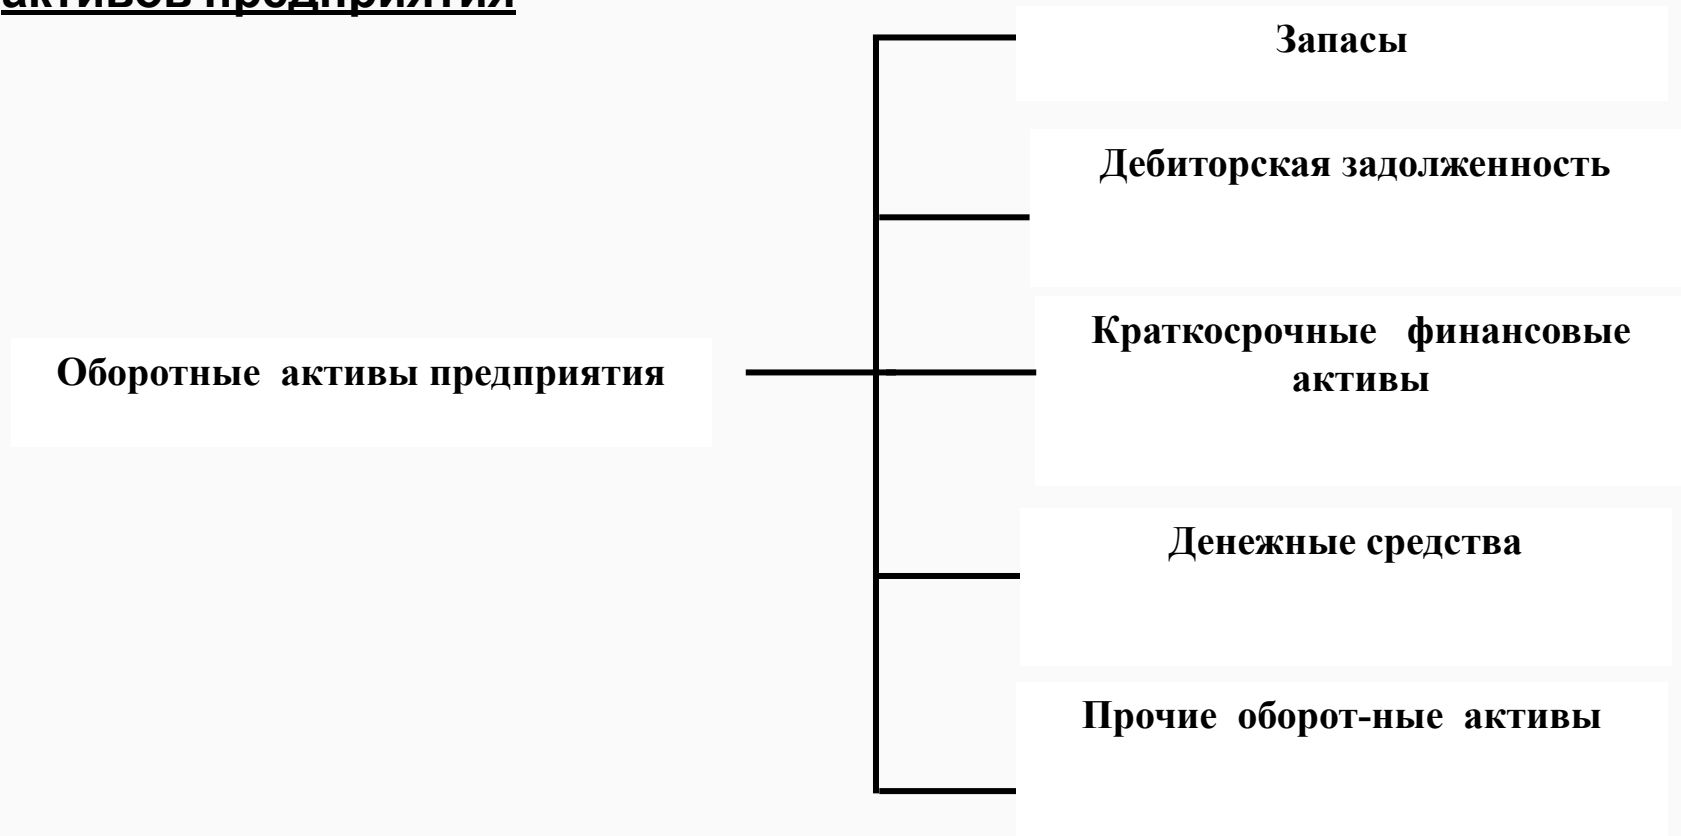 активов предприятия
Запасы
Дебиторская задолженность
Краткосрочные финансовые
активы
Оборотные активы предприятия
Денежные средства
Прочие оборот-ные активы